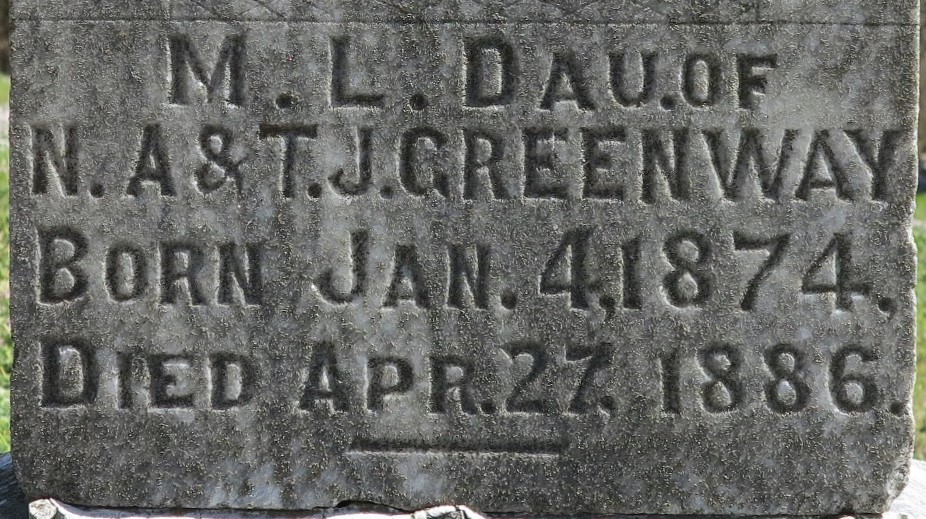 M. L. DAU. OF
N. A & T. J. GREENWAY
BORN JAN. 4, 1874,
DIED APR. 27, 1886.